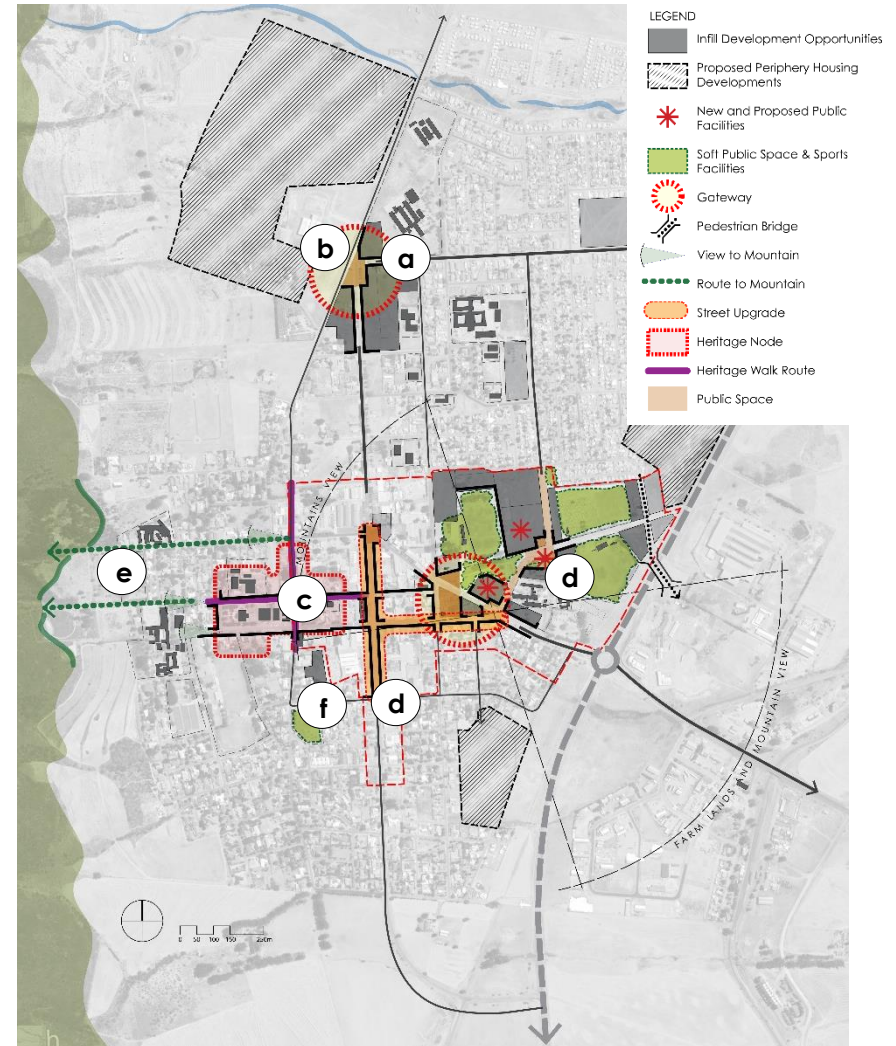 LEGEND
Infill Development Opportunities
Proposed Periphery Housing
Developments
New and Proposed Public
Facilities
Soft Public Space & Sports
Facilities
Gateway
Pedestrian Bridge
View to Mountain
Route to Mountain
Street Upgrade
Heritage Node
Heritage Walk Route
Public Space
b
a
MOUNTAINS VIEW
e
c
d
f
d
FARM LANDS AND MOUNTAIN VIEW
0 50 100 150 250m
h